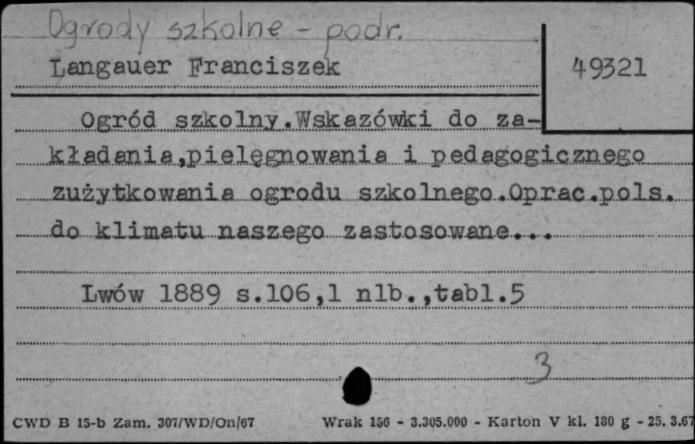 Ogrody szkolne - podr.
Langauer Franciszek
49321
Ogród szkolny.Wskazówki do za-
kładania,pielęgnowania i pedagogicznego
zużytkowania ogrodu szkolnego.Oprac.pols.
do klimatu naszego zastosowane...
Lwów 1889 s.106,1 nlb.,tabl.5
3
CWD B 15-b Zam. 307/WD/On/67
Wrak 156 - 3.305.000 - Karton V kl. 180 g - 25.3.67